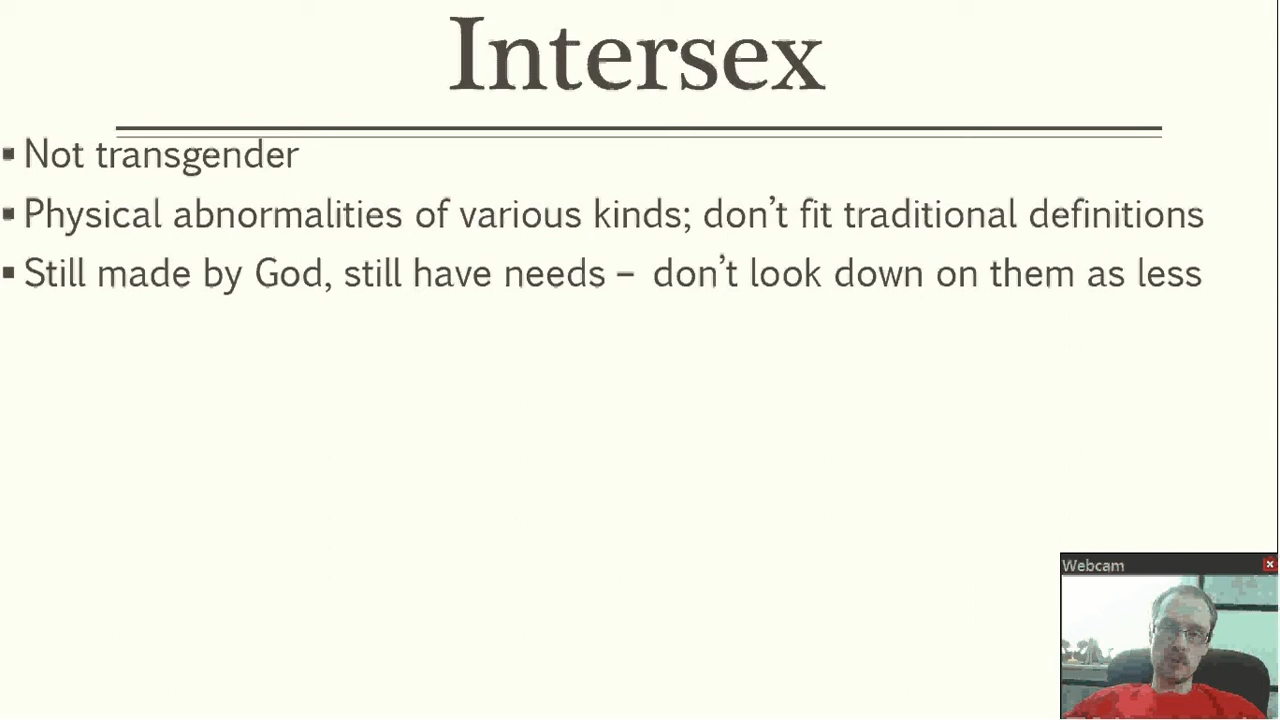 Intersex
▪ Not transgender
▪ Physical abnormalities of various kinds; don’t fit traditional definitions
▪ Still made by God, still have needs – don’t look down on them as less
Webcam